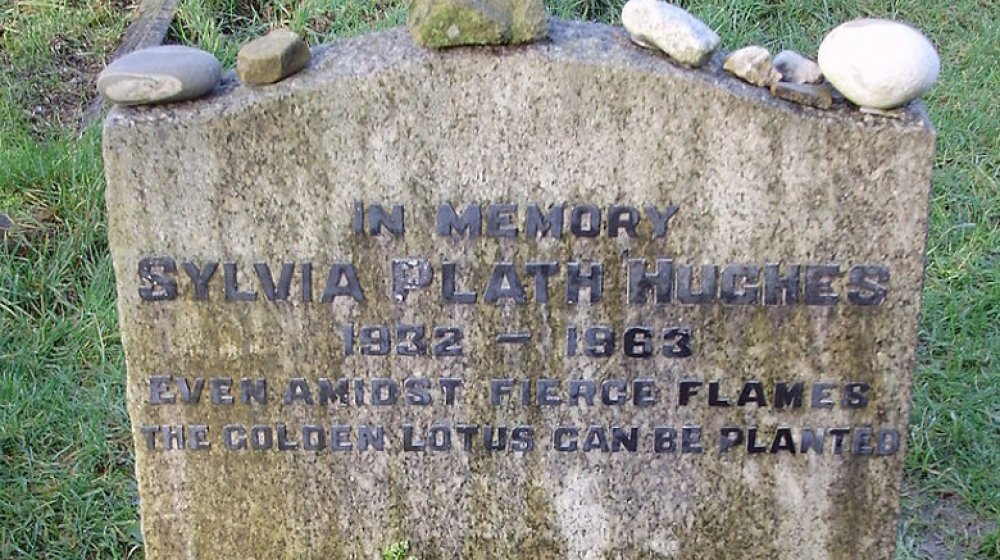 IN MEMORY
SYLVIA PLATH HUGHES
1932 – 1963
EVEN AMIDST FIERCE FLAMES
THE GOLDEN LOTUS CAN BE PLANTED